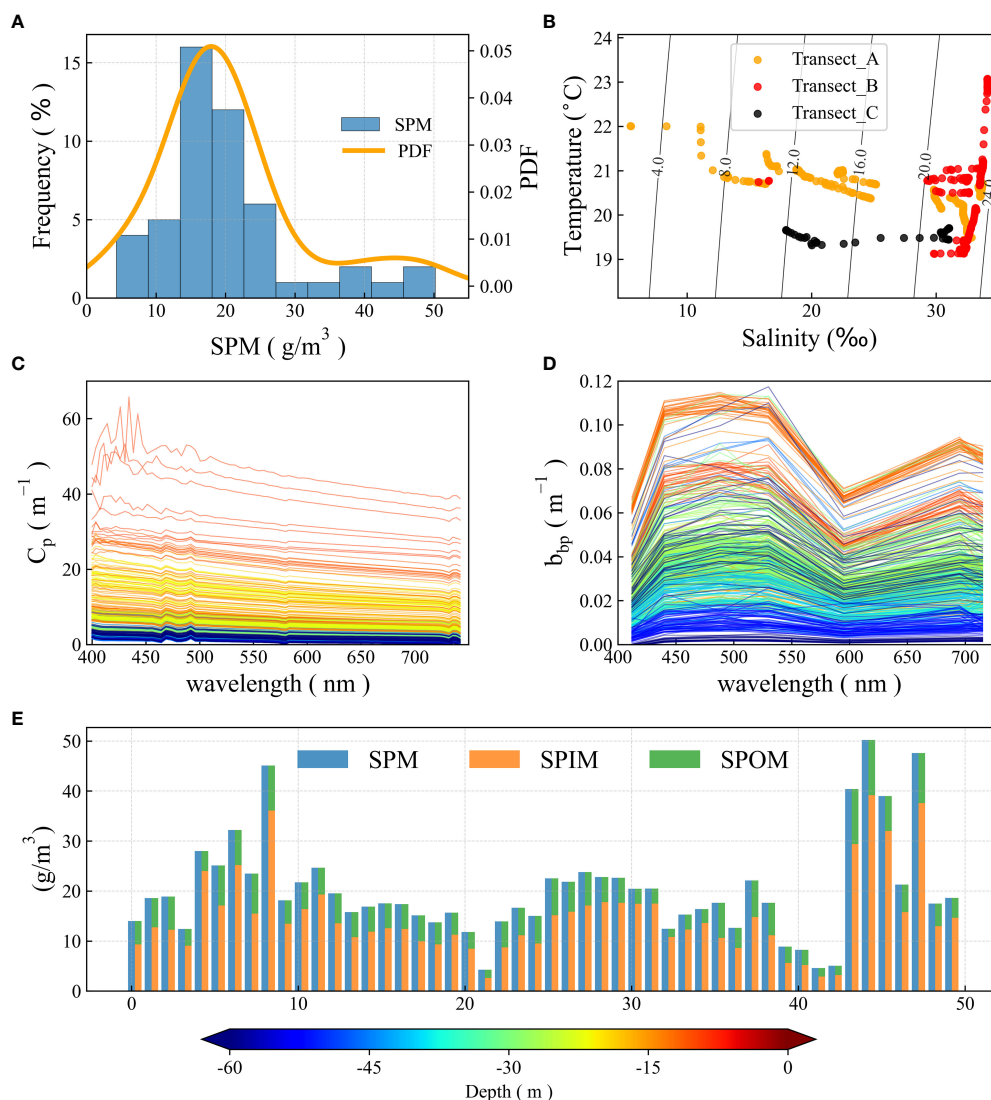 A
B
15
10
5
0
Frequency ( % )
SPM
PDF
0.05
0.04
0.03
0.02
0.01
0.00
PDF
0 10 20 30 40 50
SPM ( g/m³ )
24
23
22
21
20
19
Temperature (°C)
Transect_A
Transect_B
Transect_C
4.0
8.0
12.0
16.0
20.0
24.0
10 20 30
Salinity (‰)
C
D
60
40
20
0
Cp ( m⁻¹ )
400 450 500 550 600 650 700
wavelength ( nm )
0.12
0.10
0.08
0.06
0.04
0.02
0.00
bbp ( m⁻¹ )
400 450 500 550 600 650 700
wavelength ( nm )
E
50
40
30
20
10
0
(g/m³)
SPM SPIM SPOM
0 10 20 30 40 50
-60 -45 -30 -15 0
Depth ( m )